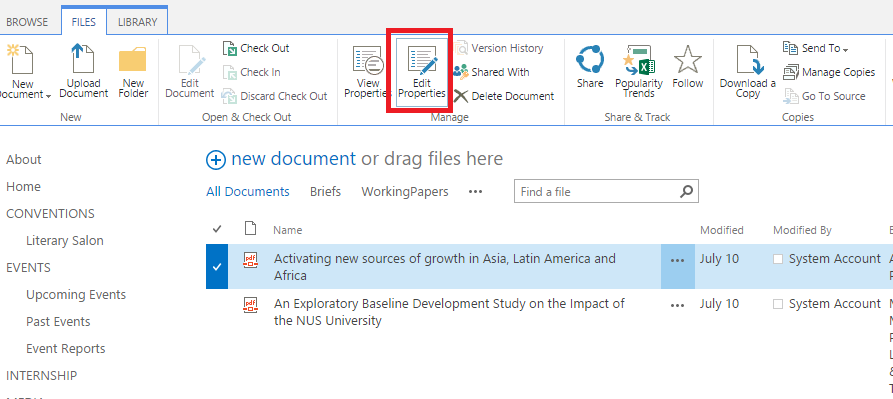 BROWSE FILES LIBRARY
New Document
Upload Document
New Folder
New
Edit Document
Check Out
Check In
Discard Check Out
Open & Check Out
View Properties
Edit Properties
Version History
Shared With
Delete Document
Manage
Share
Popularity Trends
Follow
Share & Track
Download a Copy
Send To
Manage Copies
Go To Source
Copies
About
Home
CONVENTIONS
Literary Salon
EVENTS
Upcoming Events
Past Events
Event Reports
INTERNSHIP
new document or drag files here
All Documents Briefs WorkingPapers ••• Find a file
Name Modified Modified By
pdf Activating new sources of growth in Asia, Latin America and
Africa
••• July 10 System Account
pdf An Exploratory Baseline Development Study on the Impact of
the NUS University
••• July 10 System Account